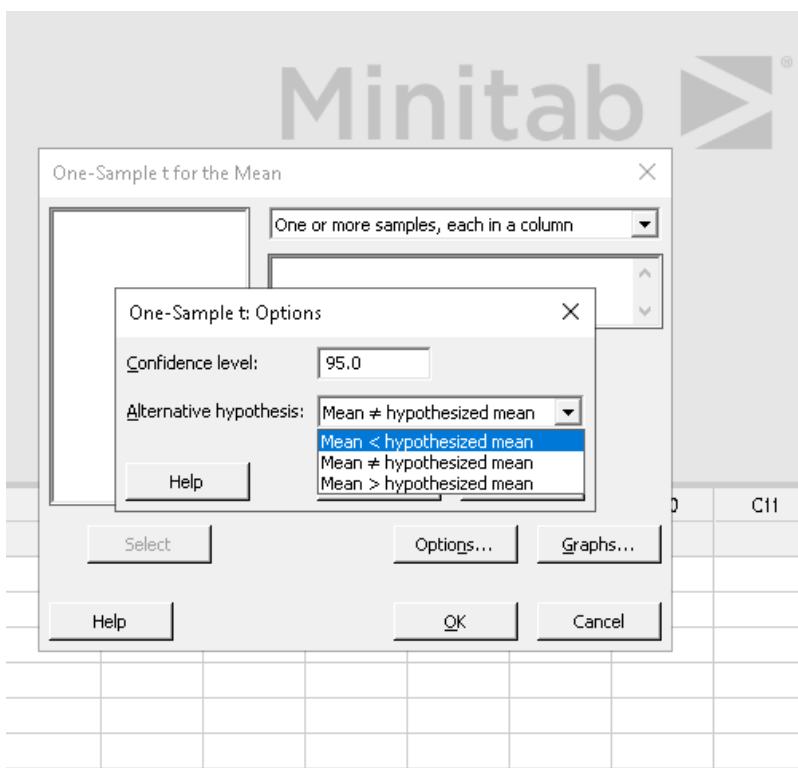 Minitab ®
One-Sample t for the Mean
One or more samples, each in a column
One-Sample t: Options
Confidence level: 95.0
Alternative hypothesis: Mean ≠ hypothesized mean
Mean < hypothesized mean
Mean ≠ hypothesized mean
Mean > hypothesized mean
Help
C11
Select Options... Graphs...
Help OK Cancel